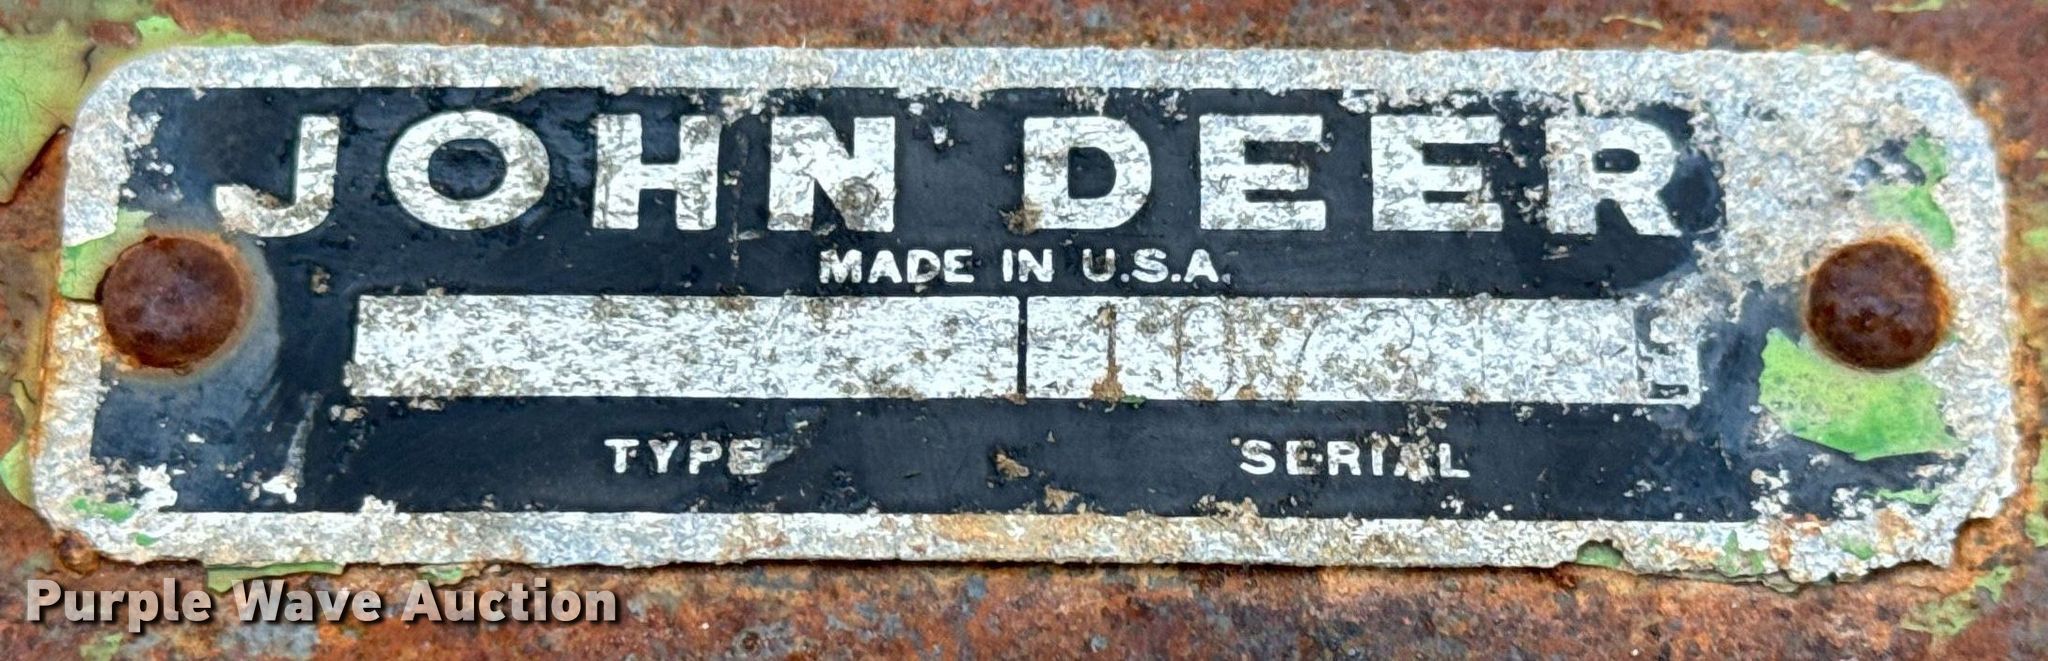 JOHN DEER
MADE IN U.S.A.
TYPE SERIAL
Purple Wave Auction